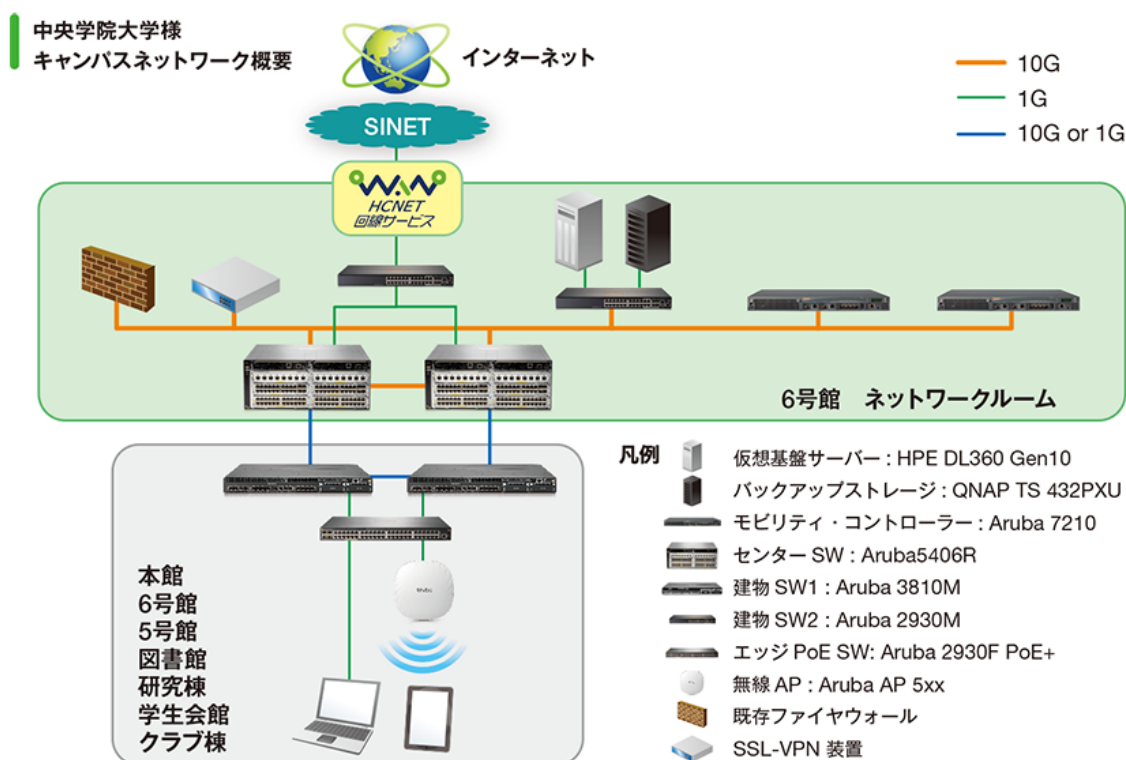 中央学院大学様
キャンパスネットワーク概要
インターネット
10G
1G
10G or 1G
SINET
WAN
HCNET
回線サービス
6号館 ネットワークルーム
本館
6号館
5号館
図書館
研究棟
学生会館
クラブ棟
凡例
仮想基盤サーバー : HPE DL360 Gen10
バックアップストレージ : QNAP TS 432PXU
モビリティ・コントローラー : Aruba 7210
センター SW : Aruba5406R
建物 SW1 : Aruba 3810M
建物 SW2 : Aruba 2930M
エッジ PoE SW: Aruba 2930F PoE+
無線 AP : Aruba AP 5xx
既存ファイヤウォール
SSL-VPN 装置